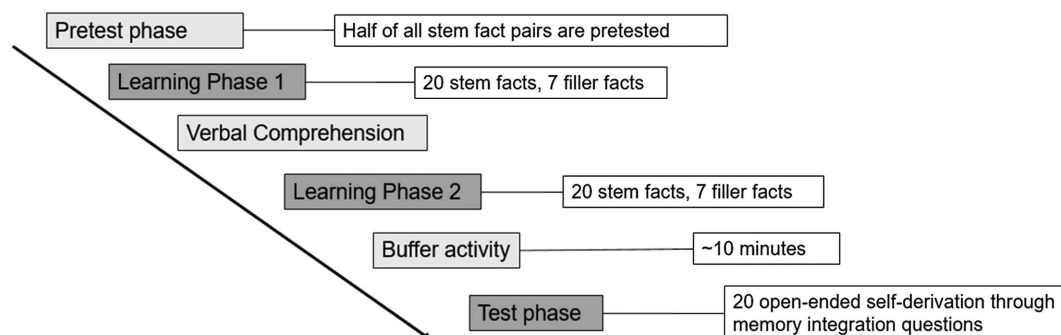 Pretest phase
Half of all stem fact pairs are pretested
Learning Phase 1
20 stem facts, 7 filler facts
Verbal Comprehension
Learning Phase 2
20 stem facts, 7 filler facts
Buffer activity
~10 minutes
Test phase
20 open-ended self-derivation through
memory integration questions